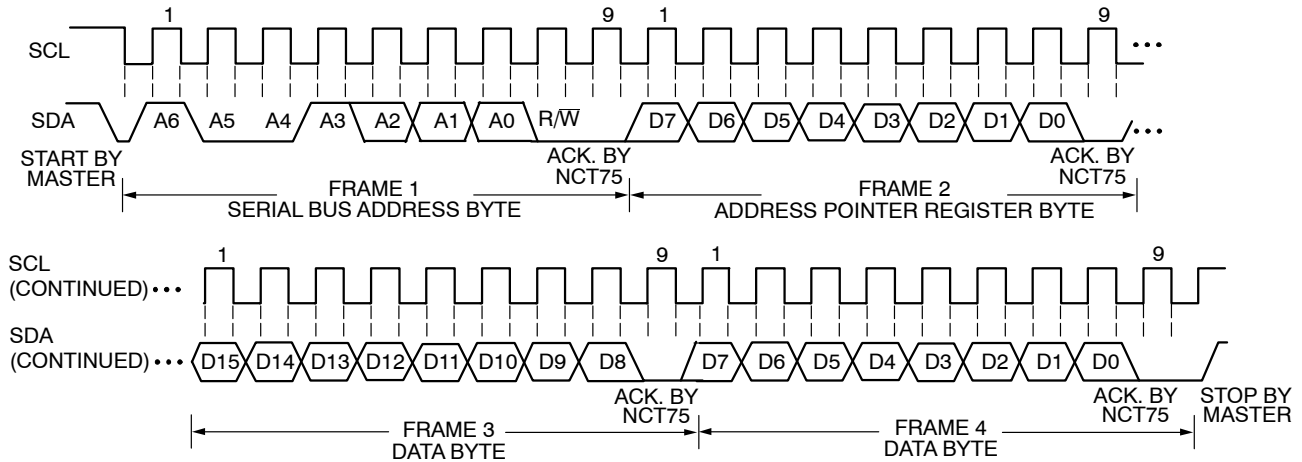 1 9 1 9
SCL •••
SDA A6 A5 A4 A3 A2 A1 A0 R/W̅ D7 D6 D5 D4 D3 D2 D1 D0 •••
START BY
MASTER
ACK. BY
NCT75
ACK. BY
NCT75
FRAME 1
SERIAL BUS ADDRESS BYTE
FRAME 2
ADDRESS POINTER REGISTER BYTE
1 9 1 9
SCL
(CONTINUED) •••
SDA
(CONTINUED) ••• D15 D14 D13 D12 D11 D10 D9 D8 D7 D6 D5 D4 D3 D2 D1 D0
ACK. BY
NCT75
ACK. BY
NCT75
STOP BY
MASTER
FRAME 3
DATA BYTE
FRAME 4
DATA BYTE